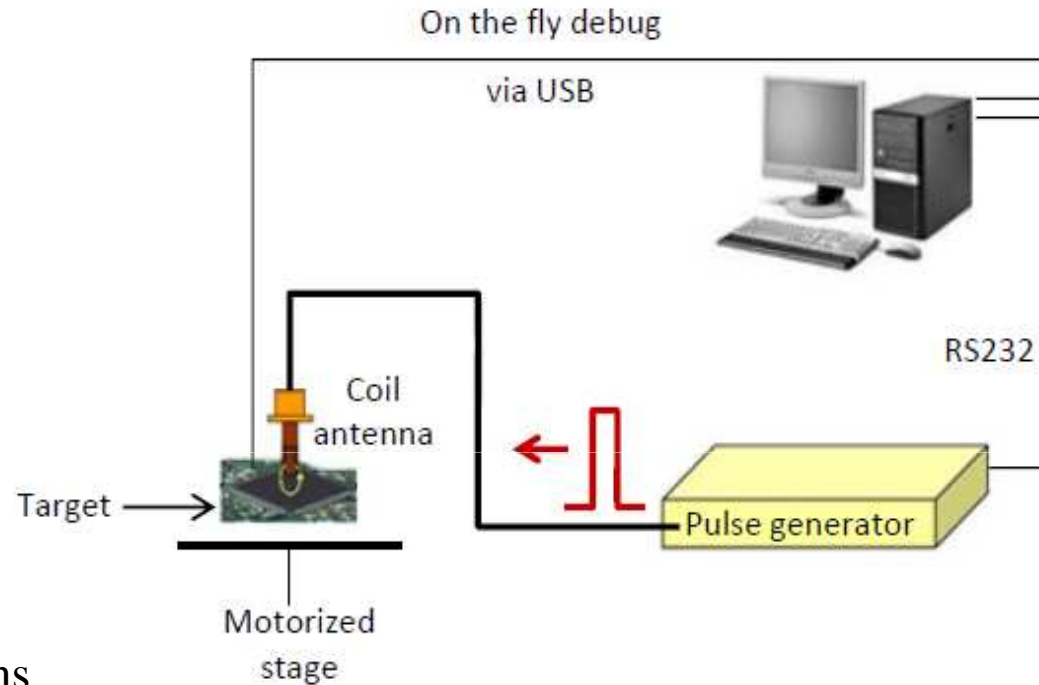 On the fly debug
via USB
RS232
Coil
antenna
Target
Pulse generator
Motorized
stage